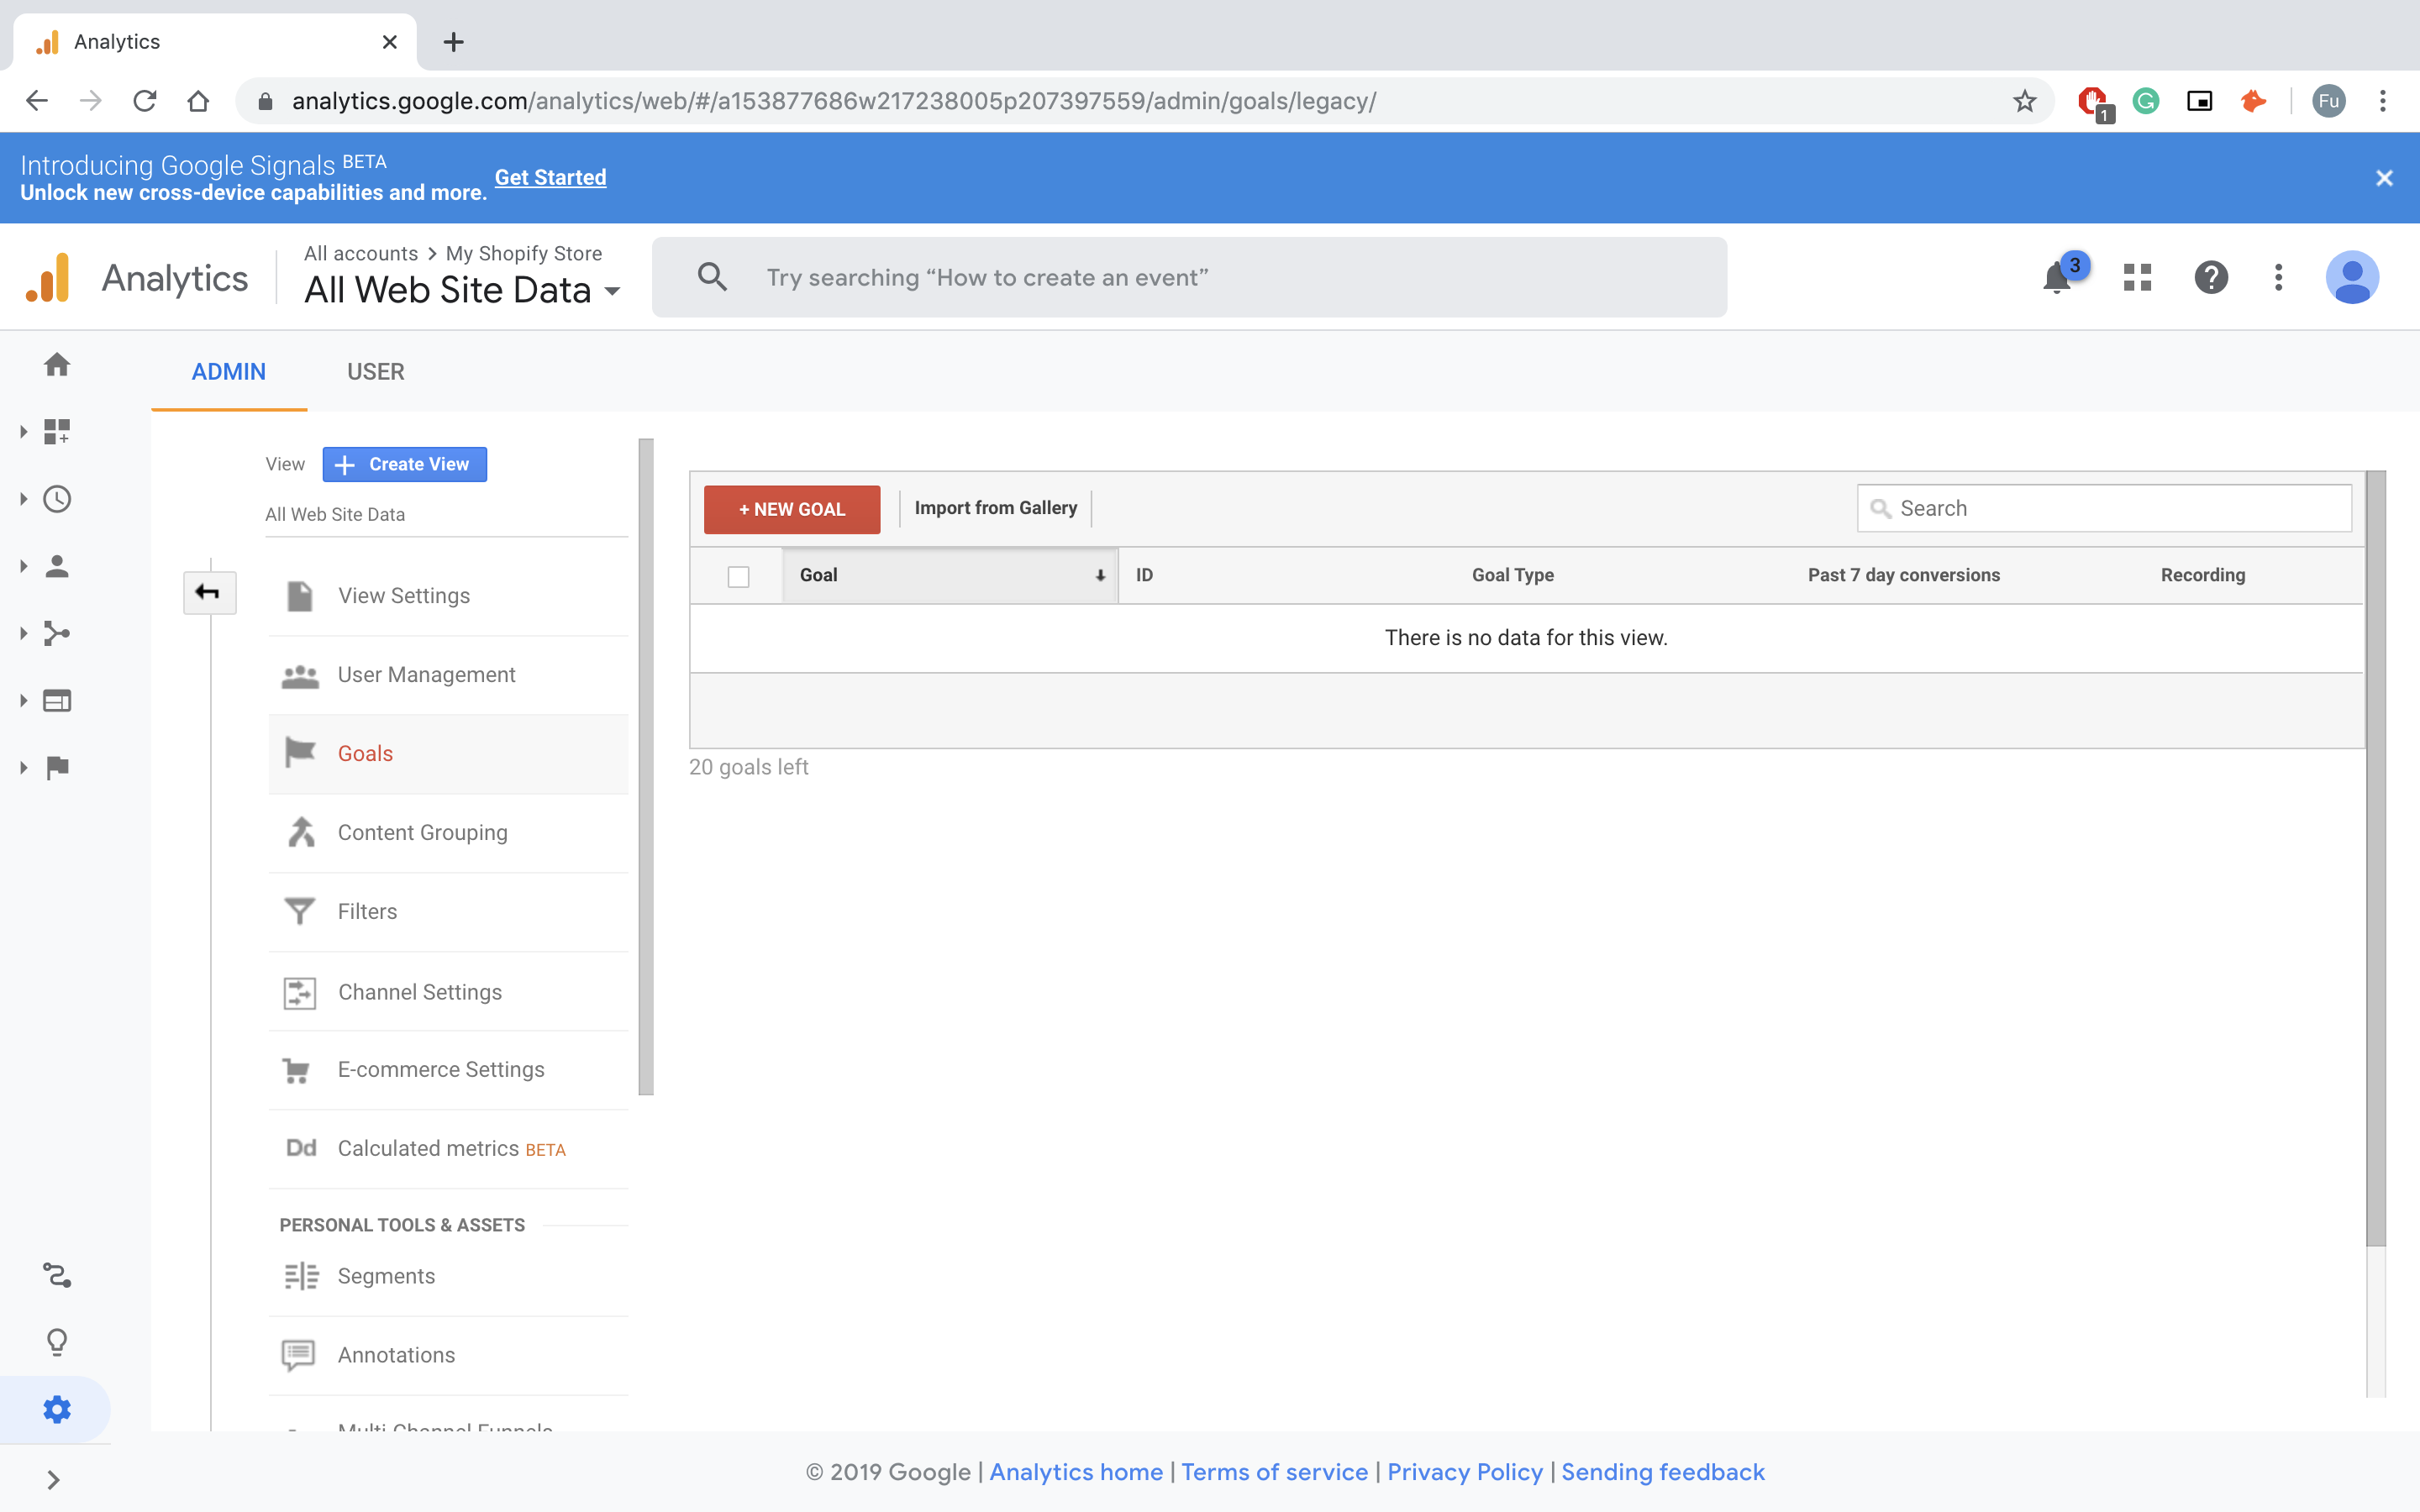 Analytics
analytics.google.com/analytics/web/#/a153877686w217238005p207397559/admin/goals/legacy/
1
Fu
Introducing Google Signals BETA
Unlock new cross-device capabilities and more.
Get Started
Analytics
All accounts > My Shopify Store
All Web Site Data
Try searching “How to create an event”
3
ADMIN
USER
View
Create View
All Web Site Data
View Settings
User Management
Goals
Content Grouping
Filters
Channel Settings
E-commerce Settings
Dd Calculated metrics BETA
PERSONAL TOOLS & ASSETS
Segments
Annotations
Multi Channel Funnels
+ NEW GOAL
Import from Gallery
Search
Goal
ID
Goal Type
Past 7 day conversions
Recording
There is no data for this view.
20 goals left
© 2019 Google | Analytics home | Terms of service | Privacy Policy | Sending feedback